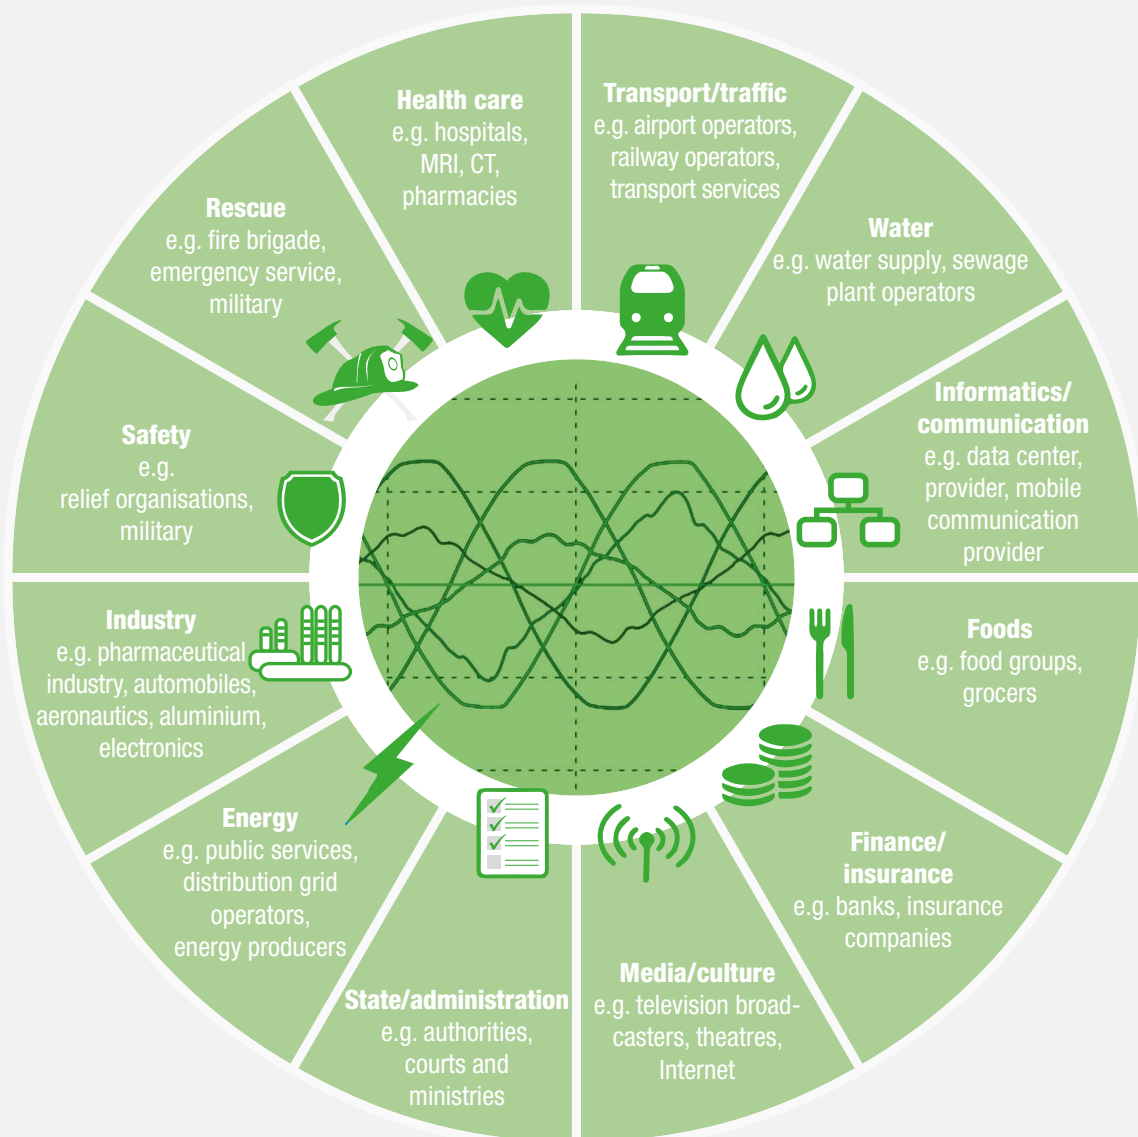 Health care
e.g. hospitals,
MRI, CT,
pharmacies
Transport/traffic
e.g. airport operators,
railway operators,
transport services
Water
e.g. water supply, sewage
plant operators
Informatics/
communication
e.g. data center,
provider, mobile
communication
provider
Foods
e.g. food groups,
grocers
Finance/
insurance
e.g. banks, insurance
companies
Media/culture
e.g. television broad-
casters, theatres,
Internet
State/administration
e.g. authorities,
courts and
ministries
Energy
e.g. public services,
distribution grid
operators,
energy producers
Industry
e.g. pharmaceutical
industry, automobiles,
aeronautics, aluminium,
electronics
Safety
e.g.
relief organisations,
military
Rescue
e.g. fire brigade,
emergency service,
military